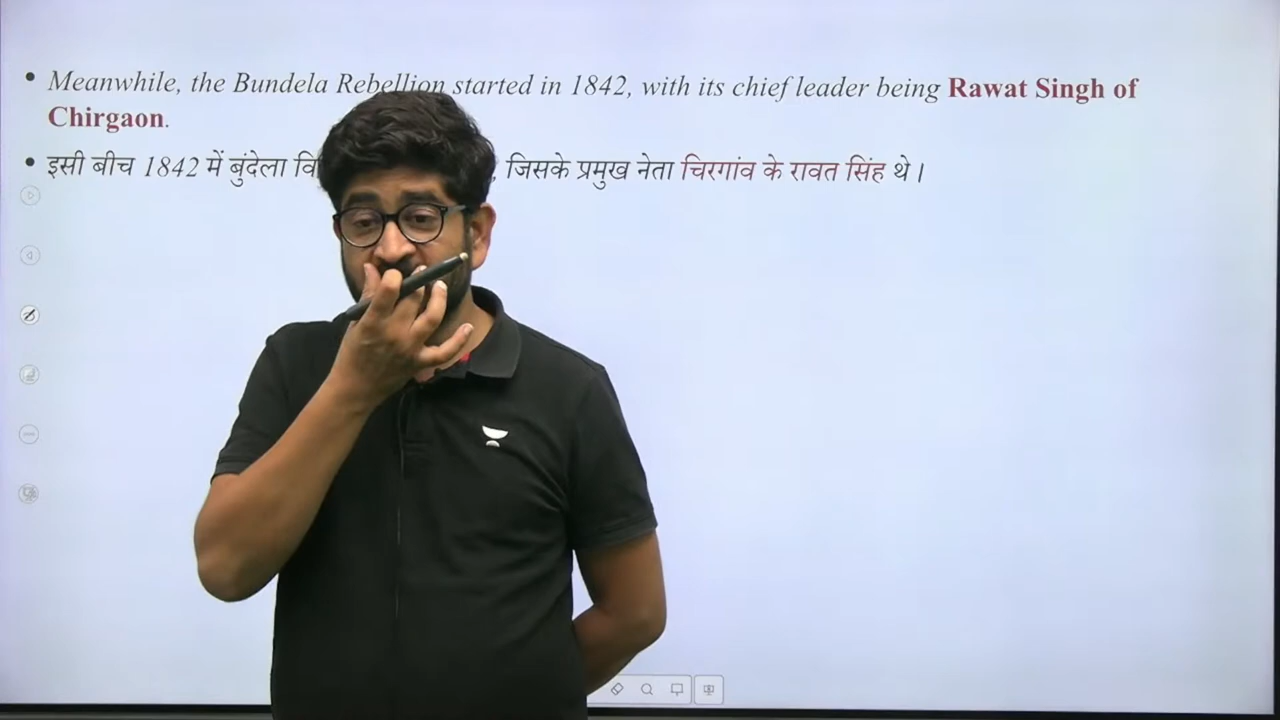 • Meanwhile, the Bundela Rebellion started in 1842, with its chief leader being Rawat Singh of
Chirgaon.
• इसी बीच 1842 में बुंदेला , जिसके प्रमुख नेता चिरगांव के रावत सिंह थे।